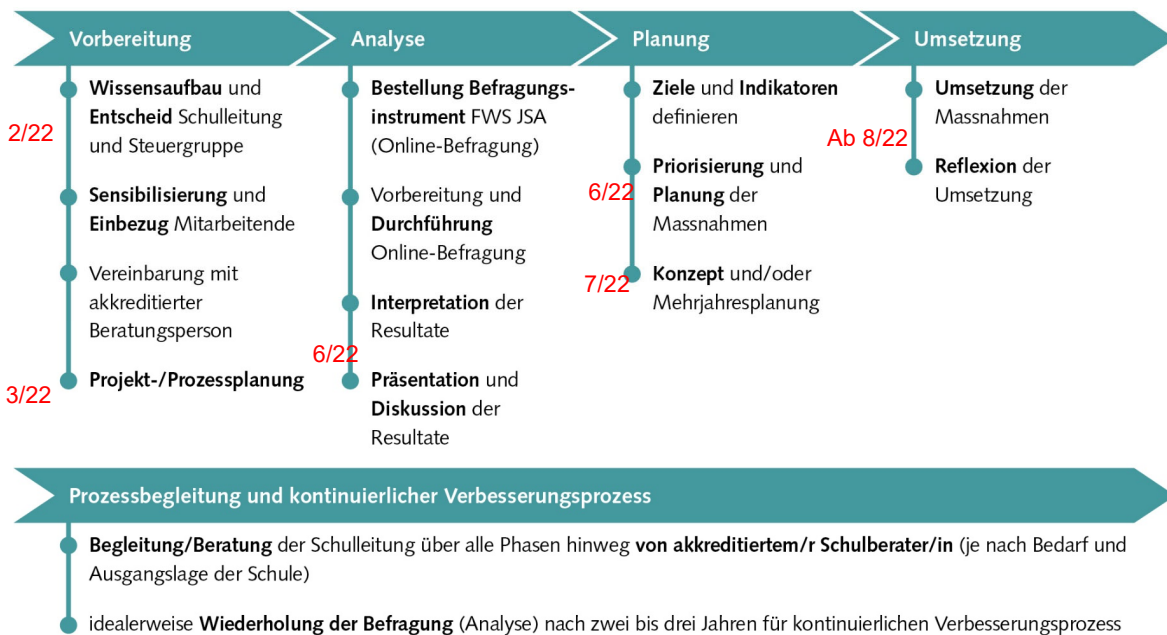 Vorbereitung
Analyse
Planung
Umsetzung
Wissensaufbau und
Entscheid Schulleitung
und Steuergruppe
2/22
Sensibilisierung und
Einbezug Mitarbeitende
Vereinbarung mit
akkreditierter
Beratungsperson
Projekt-/Prozessplanung
3/22
Bestellung Befragungs-
instrument FWS JSA
(Online-Befragung)
Vorbereitung und
Durchführung
Online-Befragung
Interpretation der
Resultate
6/22
Präsentation und
Diskussion der
Resultate
Ziele und Indikatoren
definieren
Priorisierung und
Planung der
Massnahmen
6/22
Konzept und/oder
Mehrjahresplanung
7/22
Umsetzung der
Massnahmen
Ab 8/22
Reflexion der
Umsetzung
Prozessbegleitung und kontinuierlicher Verbesserungsprozess
Begleitung/Beratung der Schulleitung über alle Phasen hinweg von akkreditiertem/r Schulberater/in (je nach Bedarf und
Ausgangslage der Schule)
idealerweise Wiederholung der Befragung (Analyse) nach zwei bis drei Jahren für kontinuierlichen Verbesserungsprozess